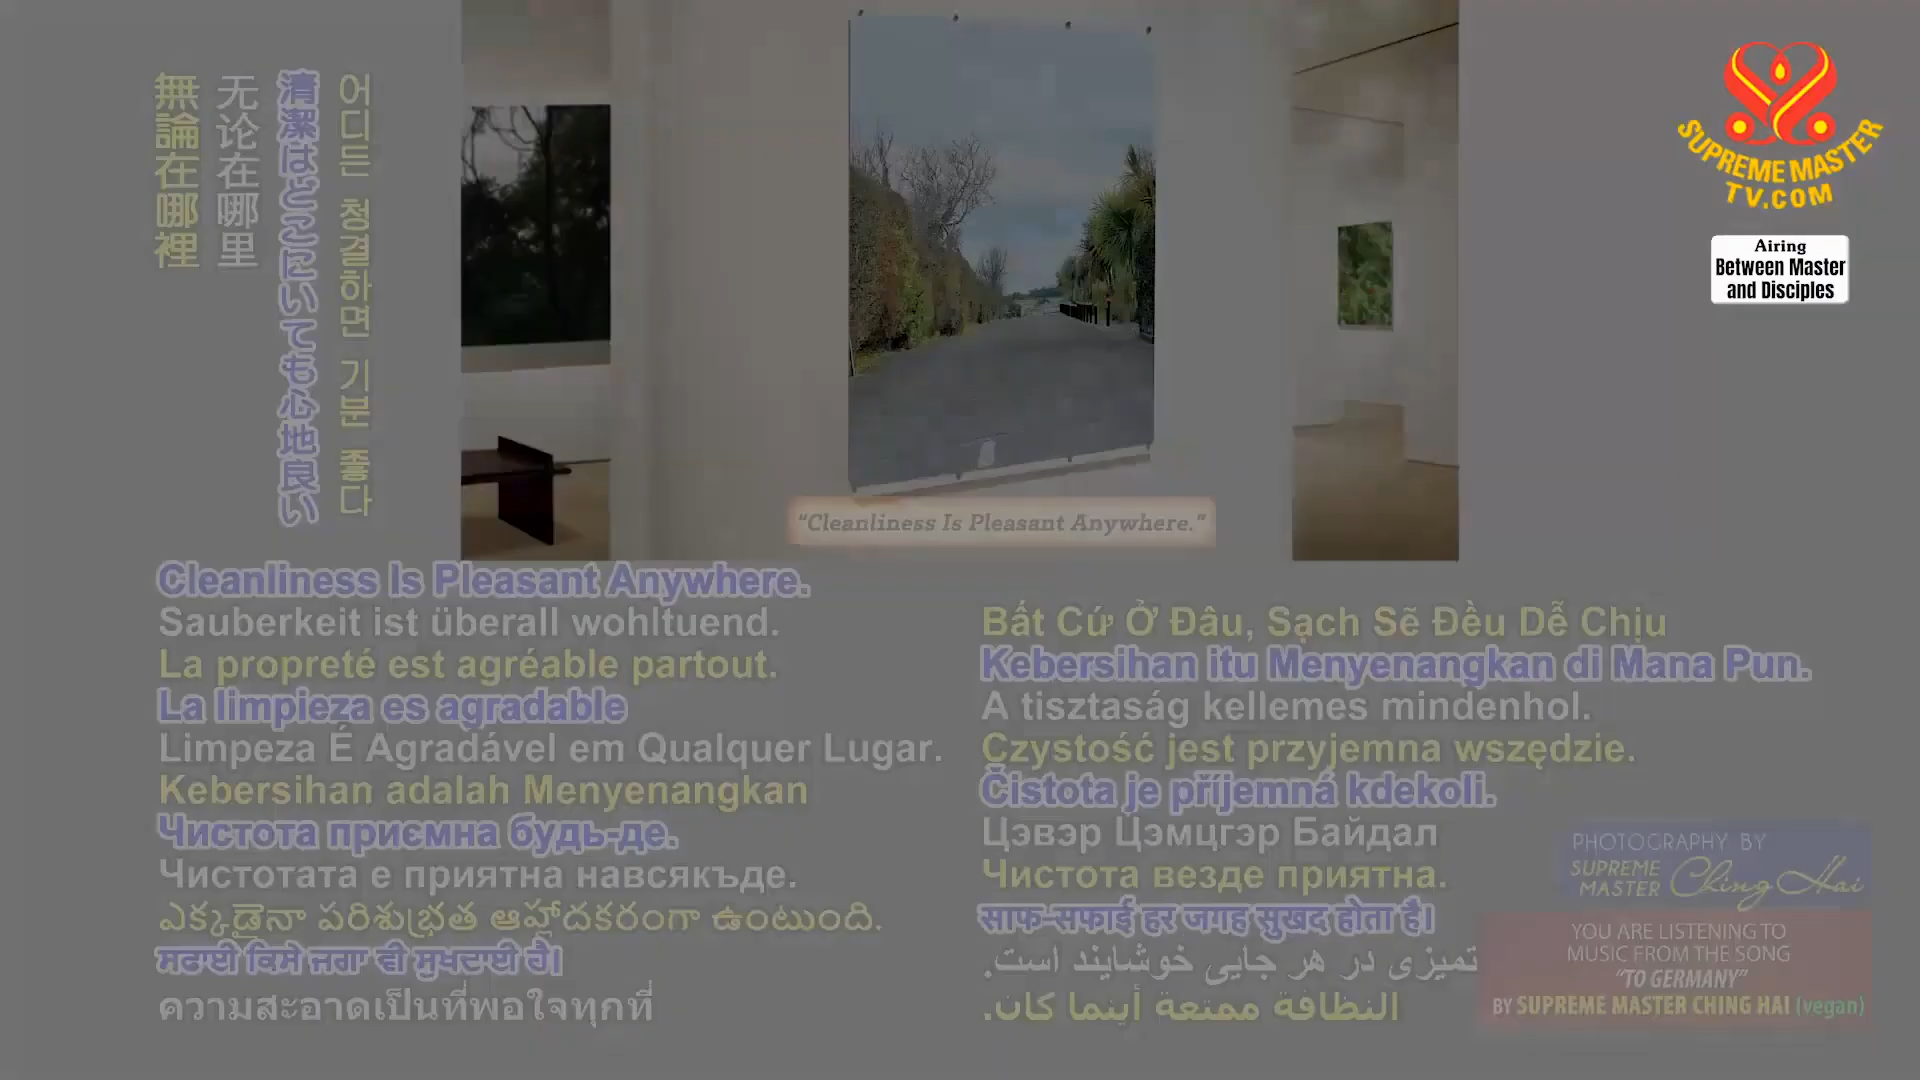 無論在哪裡
无论在哪里
清潔はどこにいても心地良い
어디든 청결하면 기분 좋다
SUPREME MASTER
TV.COM
Airing
Between Master
and Disciples
“Cleanliness Is Pleasant Anywhere.”
Cleanliness Is Pleasant Anywhere.
Sauberkeit ist überall wohltuend.
La propreté est agréable partout.
La limpieza es agradable
Limpeza É Agradável em Qualquer Lugar.
Kebersihan adalah Menyenangkan
Чистота приємна будь-де.
Чистотата е приятна навсякъде.
ఎక్కడైనా పరిశుభ్రత ఆహ్లాదకరంగా ఉంటుంది.
ਸਫਾਈ ਕਿਸੇ ਜਗਾ ਵੀ ਸੁਖਦਾਈ ਹੈ।
ความสะอาดเป็นที่พอใจทุกที่
Bất Cứ Ở Đâu, Sạch Sẽ Đều Dễ Chịu
Kebersihan itu Menyenangkan di Mana Pun.
A tisztaság kellemes mindenhol.
Czystość jest przyjemna wszędzie.
Čistota je příjemná kdekoli.
Цэвэр Цэмцгэр Байдал
Чистота везде приятна.
साफ-सफाई हर जगह सुखद होता है।
تمیزی در هر جایی خوشایند است.
النظافة ممتعة أينما كان.
PHOTOGRAPHY BY
SUPREME
MASTER Ching Hai
YOU ARE LISTENING TO
MUSIC FROM THE SONG
“TO GERMANY”
BY SUPREME MASTER CHING HAI (vegan)